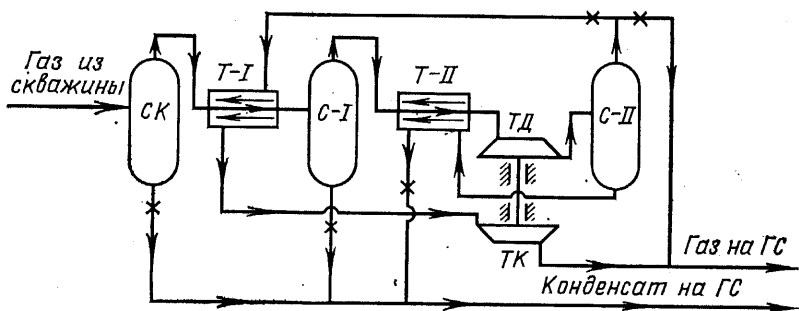 Газ из
скважины
СК
Т-I
С-I
Т-II
ТД
С-II
ТК
Газ на ГС
Конденсат на ГС